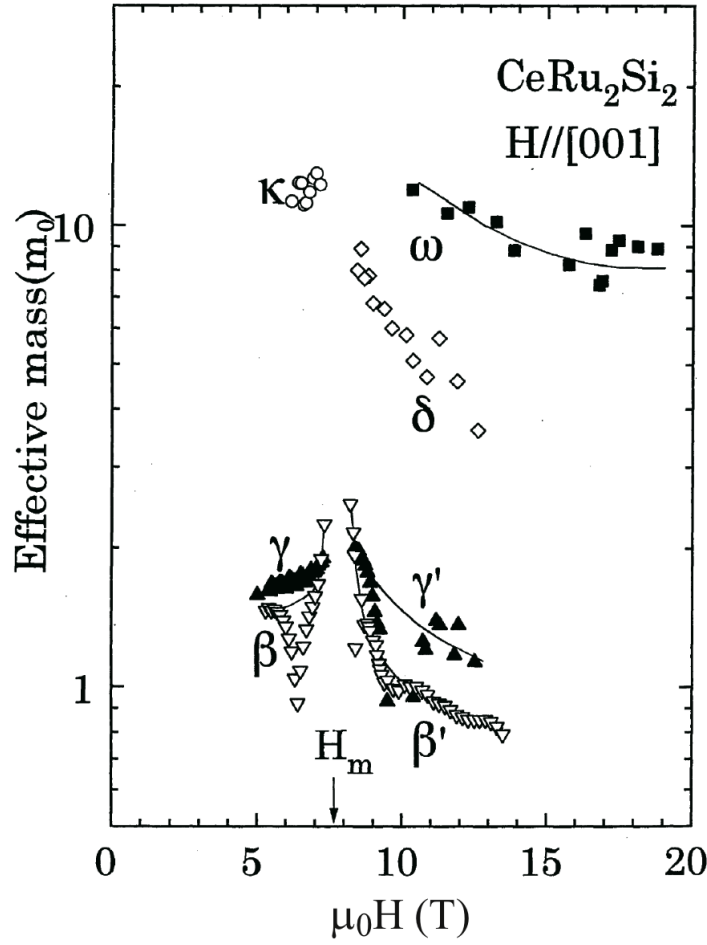 CeRu₂Si₂
H//[001]
κ
10
ω
δ
Effective mass(m₀)
γ
γ'
β
1
β'
Hₘ
0 5 10 15 20
μ₀H (T)